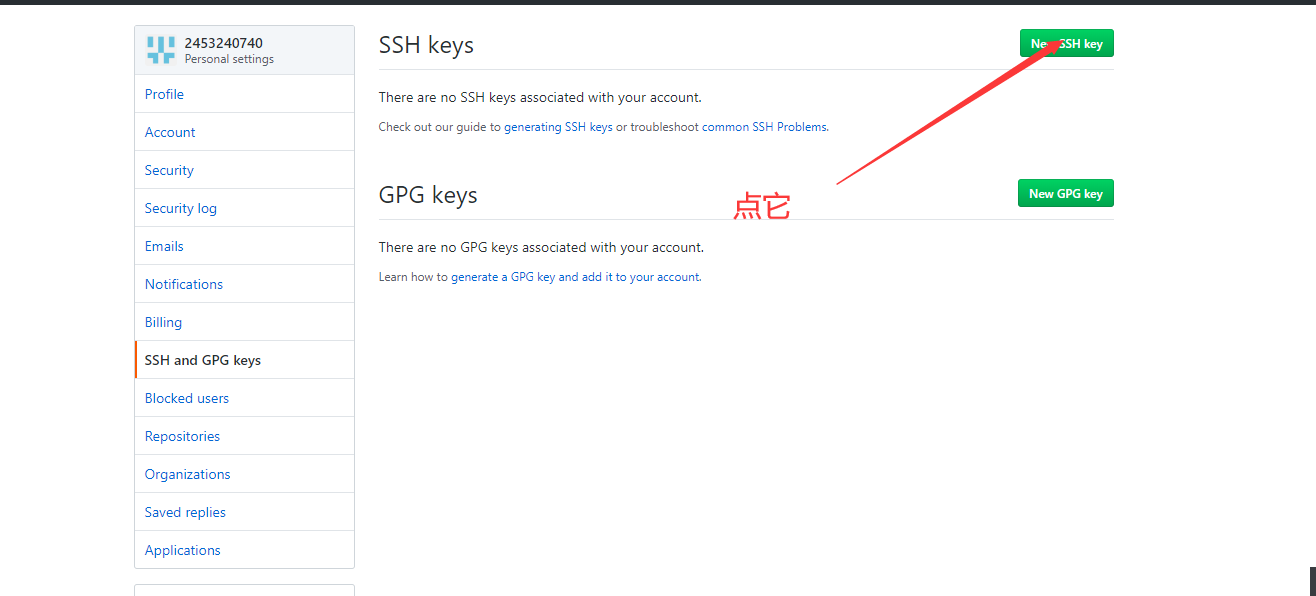 2453240740
Personal settings
Profile
Account
Security
Security log
Emails
Notifications
Billing
SSH and GPG keys
Blocked users
Repositories
Organizations
Saved replies
Applications
SSH keys
New SSH key
There are no SSH keys associated with your account.
Check out our guide to generating SSH keys or troubleshoot common SSH Problems.
GPG keys
New GPG key
点它
There are no GPG keys associated with your account.
Learn how to generate a GPG key and add it to your account.